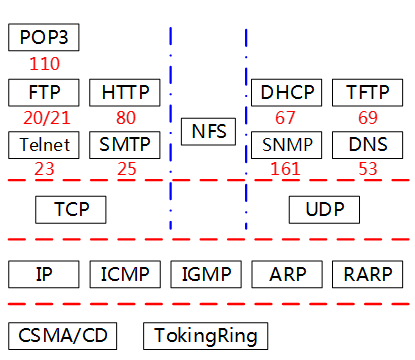 POP3
110
FTP HTTP DHCP TFTP
20/21 80 67 69
NFS
Telnet SMTP SNMP DNS
23 25 161 53
TCP UDP
IP ICMP IGMP ARP RARP
CSMA/CD TokingRing